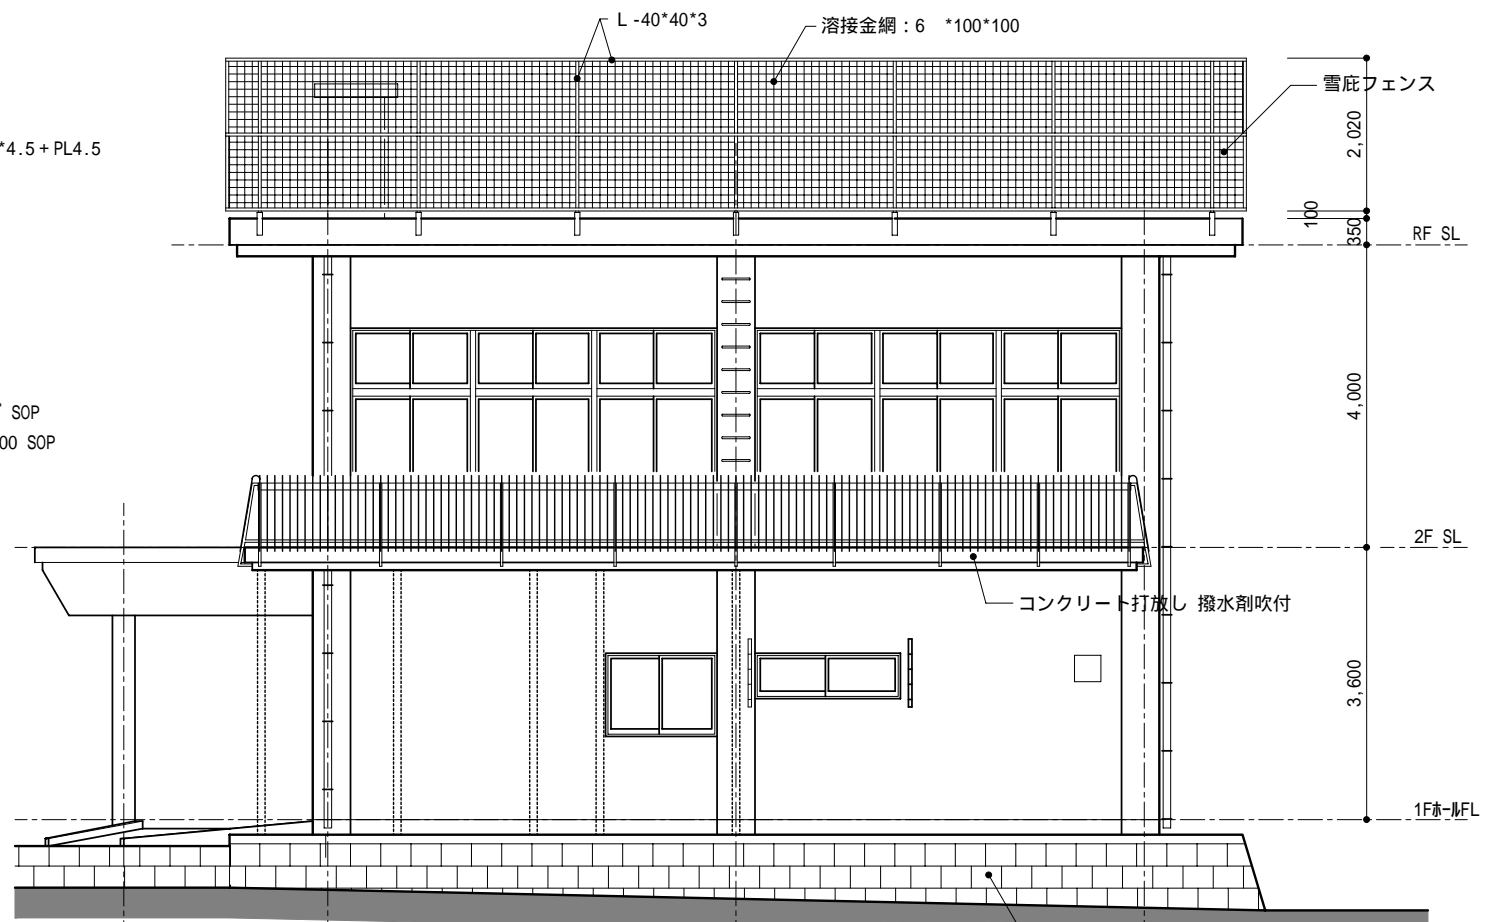 L -40*40*3
溶接金網：6　*100*100
雪庇フェンス
*4.5＋PL4.5
2,020
100
350
RF SL
4,000
SOP
00 SOP
2F SL
コンクリート打放し 撥水剤吹付
3,600
1FホールFL